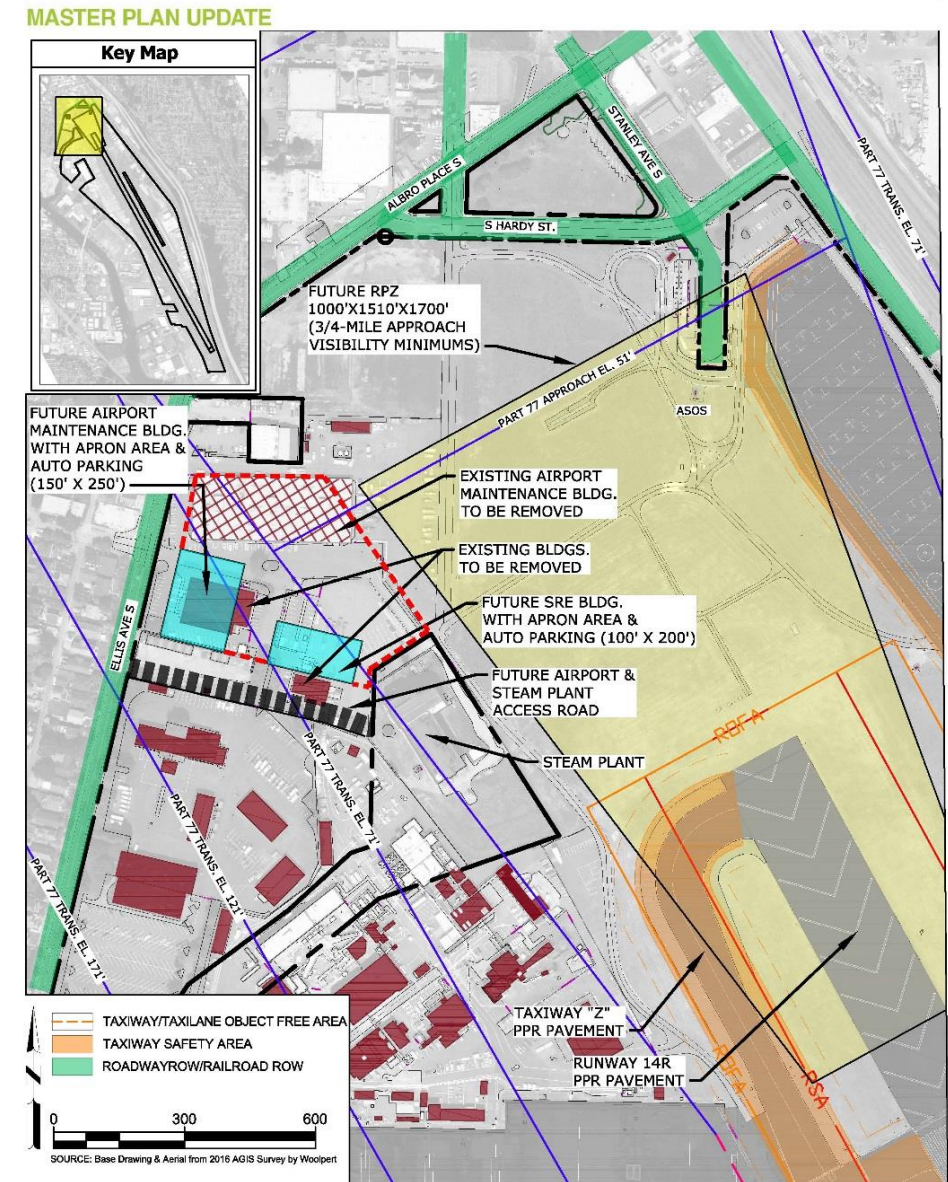 MASTER PLAN UPDATE
Key Map
ALBRO PLACE S
STANLEY AVE S
PART 77 TRANS. EL. 71'
S HARDY ST.
FUTURE RPZ
1000'X1510'X1700'
(3/4-MILE APPROACH
VISIBILITY MINIMUMS)
PART 77 APPROACH EL. 51'
ASOS
FUTURE AIRPORT
MAINTENANCE BLDG.
WITH APRON AREA &
AUTO PARKING
(150' X 250')
EXISTING AIRPORT
MAINTENANCE BLDG.
TO BE REMOVED
EXISTING BLDGS.
TO BE REMOVED
FUTURE SRE BLDG.
WITH APRON AREA &
AUTO PARKING (100' X 200')
ELLIS AVE S
FUTURE AIRPORT &
STEAM PLANT
ACCESS ROAD
ROFA
STEAM PLANT
PART 77 TRANS. EL. 71'
PART 77 TRANS. EL. 121'
PART 77 TRANS. EL. 171'
TAXIWAY "Z"
PPR PAVEMENT
RUNWAY 14R
PPR PAVEMENT
ROFA
RSA
TAXIWAY/TAXILANE OBJECT FREE AREA
TAXIWAY SAFETY AREA
ROADWAYROW/RAILROAD ROW
0 300 600
SOURCE: Base Drawing & Aerial from 2016 AGIS Survey by Woolpert